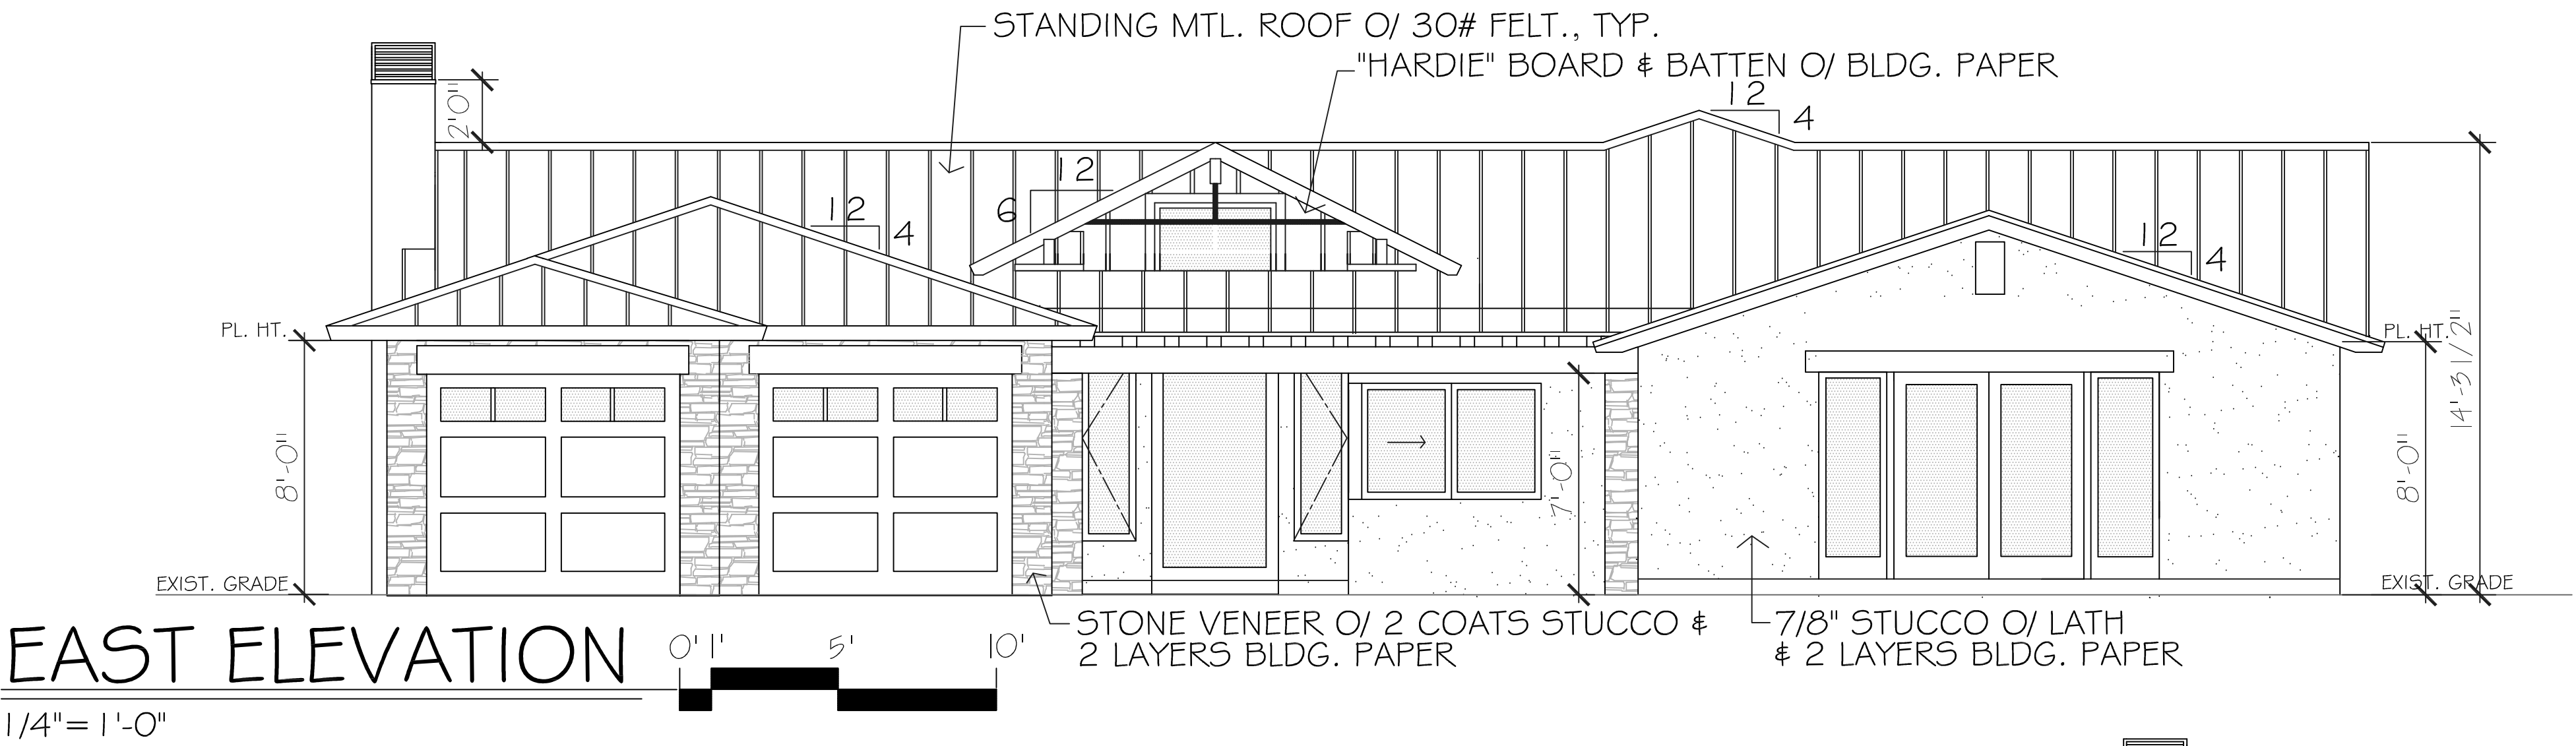 STANDING MTL. ROOF O/ 30# FELT., TYP.
"HARDIE" BOARD & BATTEN O/ BLDG. PAPER
2'0"
12
4
12
6
12
4
12
4
PL. HT.
PL. HT.
14'-3 1/2"
8'-0"
7'-0"
8'-0"
EXIST. GRADE
EXIST. GRADE
STONE VENEER O/ 2 COATS STUCCO &
2 LAYERS BLDG. PAPER
7/8" STUCCO O/ LATH
& 2 LAYERS BLDG. PAPER
EAST ELEVATION
0' 1' 5' 10'
1/4"= 1'-0"